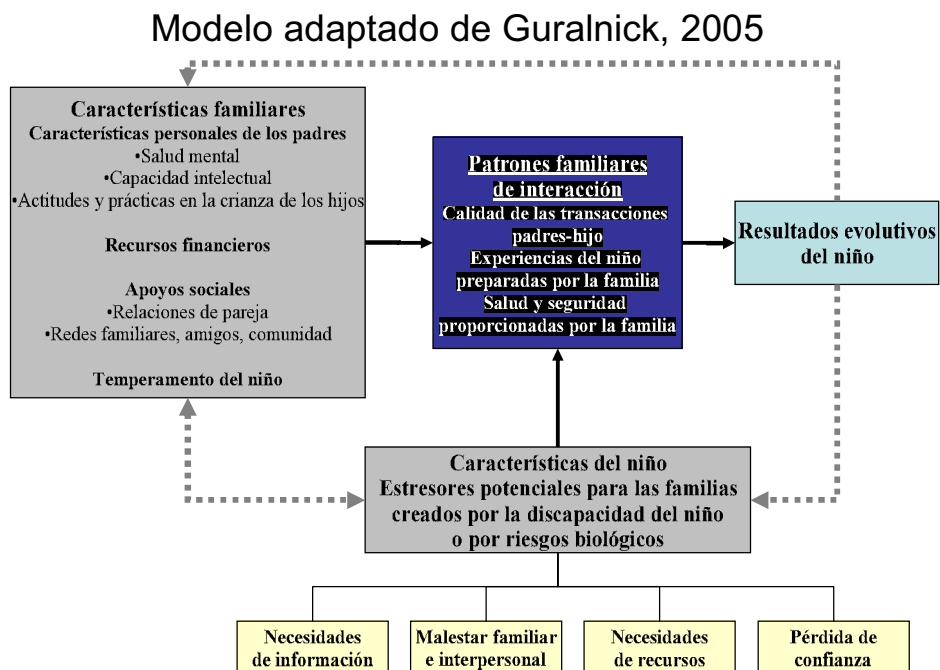 Modelo adaptado de Guralnick, 2005
Características familiares
Características personales de los padres
•Salud mental
•Capacidad intelectual
•Actitudes y prácticas en la crianza de los hijos
Recursos financieros
Apoyos sociales
•Relaciones de pareja
•Redes familiares, amigos, comunidad
Temperamento del niño
Patrones familiares
de interacción
Calidad de las transacciones
padres-hijo
Experiencias del niño
preparadas por la familia
Salud y seguridad
proporcionadas por la familia
Resultados evolutivos
del niño
Características del niño
Estresores potenciales para las familias
creados por la discapacidad del niño
o por riesgos biológicos
Necesidades
de información
Malestar familiar
e interpersonal
Necesidades
de recursos
Pérdida de
confianza